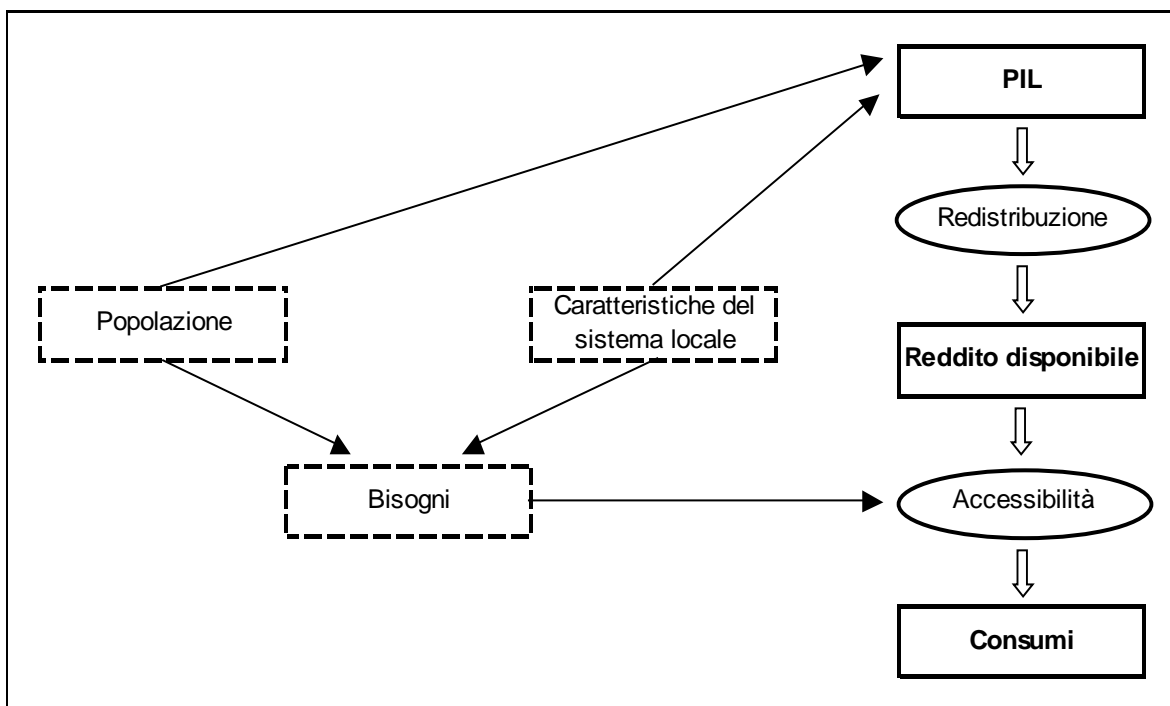 PIL
Redistribuzione
Popolazione
Caratteristiche del
sistema locale
Reddito disponibile
Bisogni
Accessibilità
Consumi